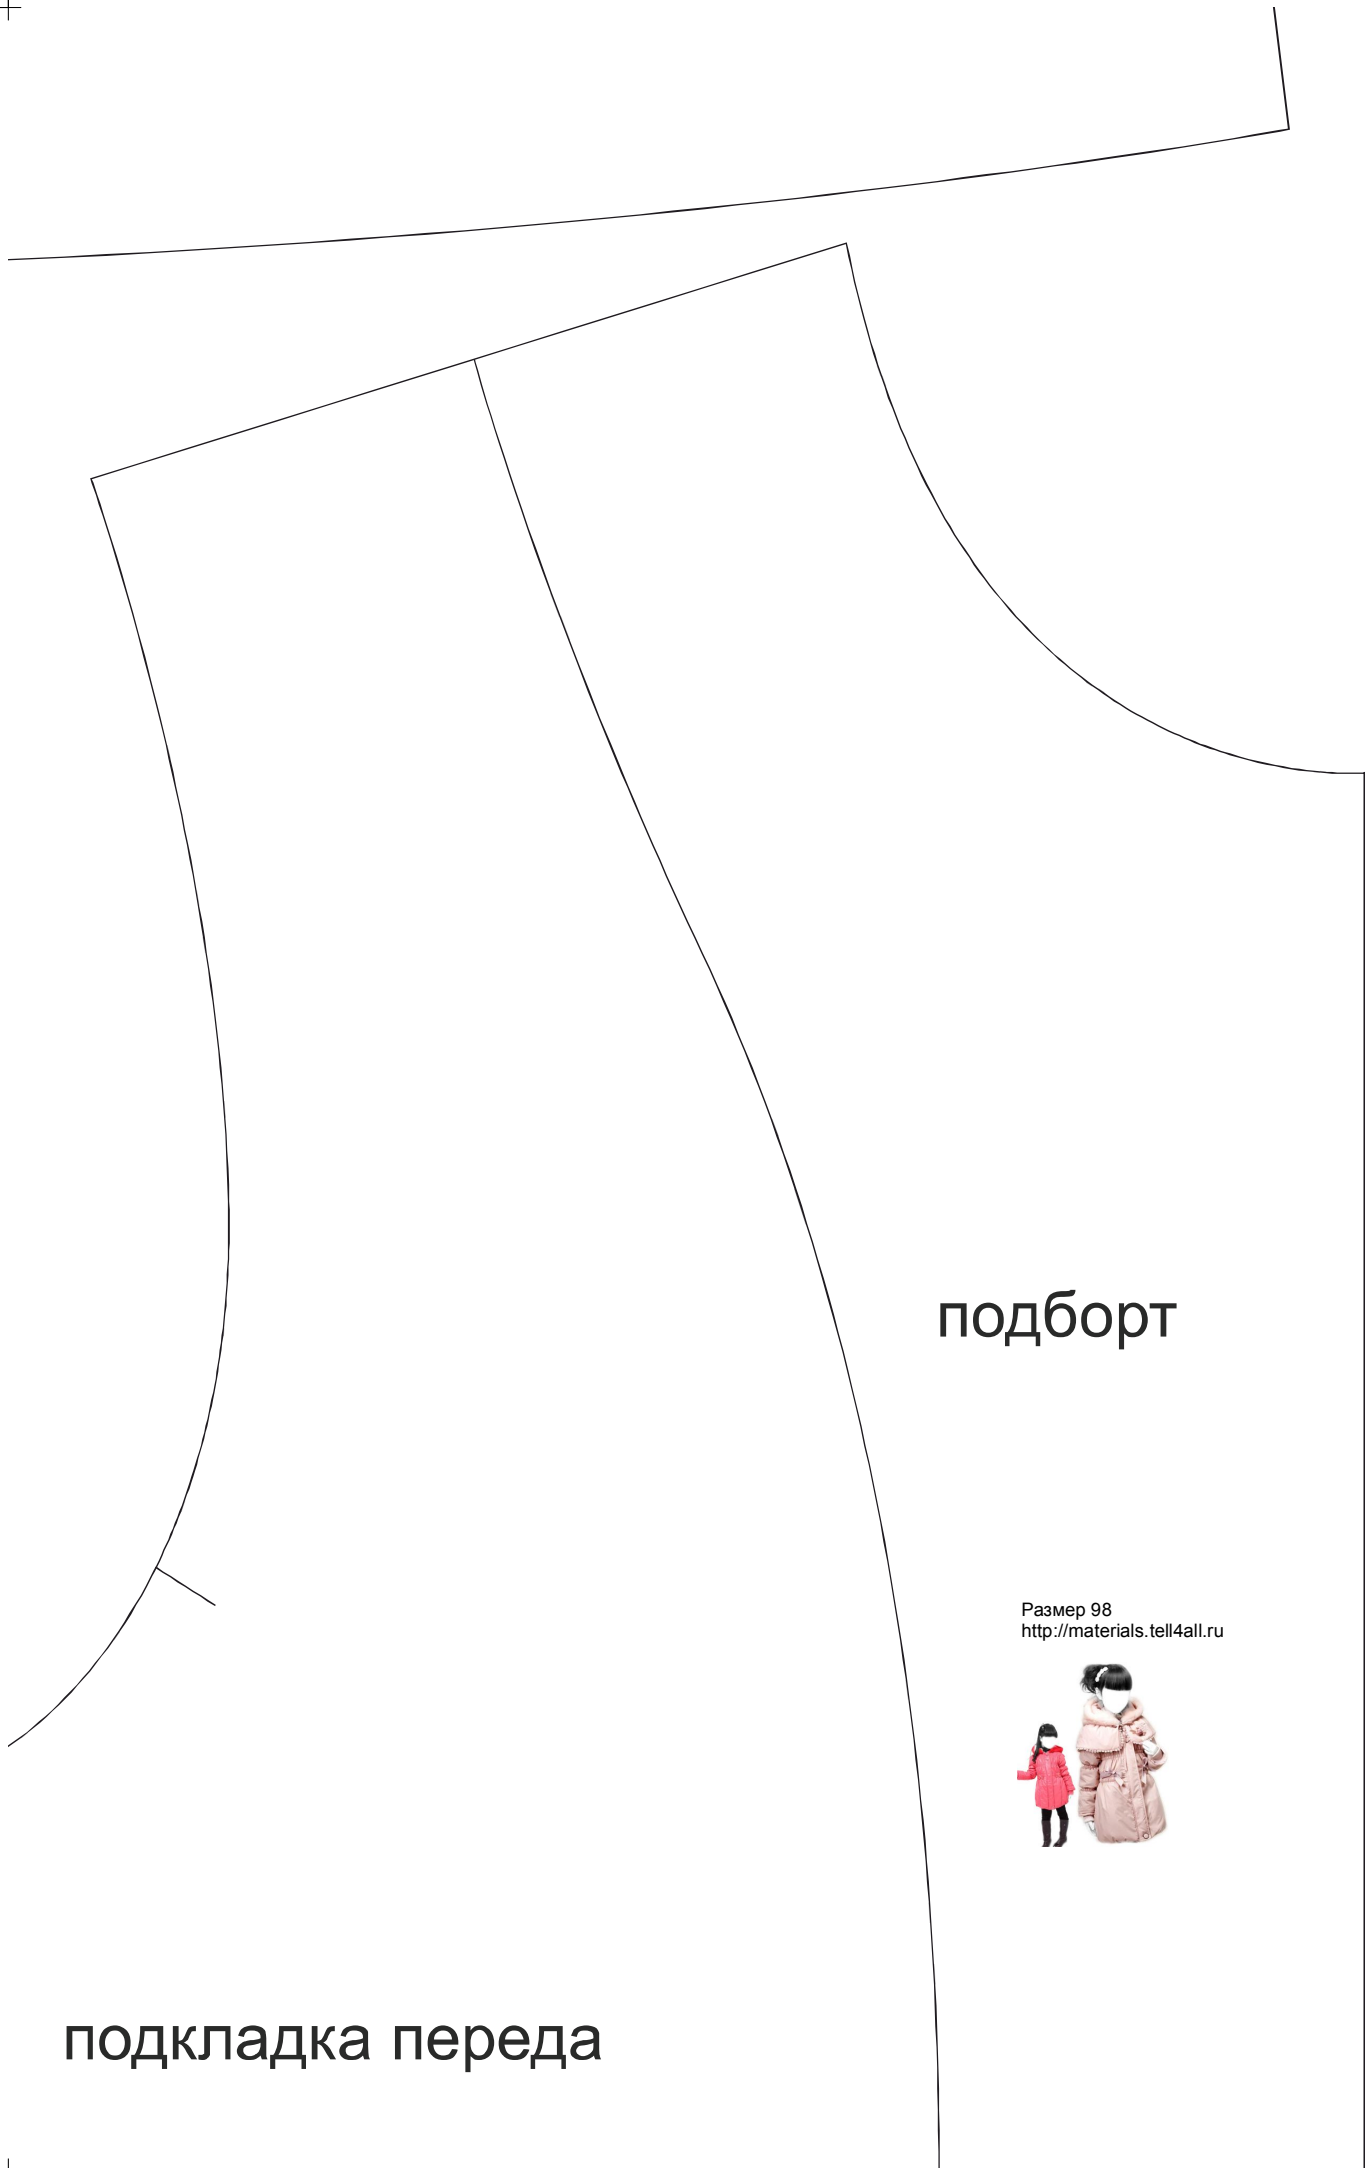 подборт
Размер 98
http://materials.tell4all.ru
подкладка переда